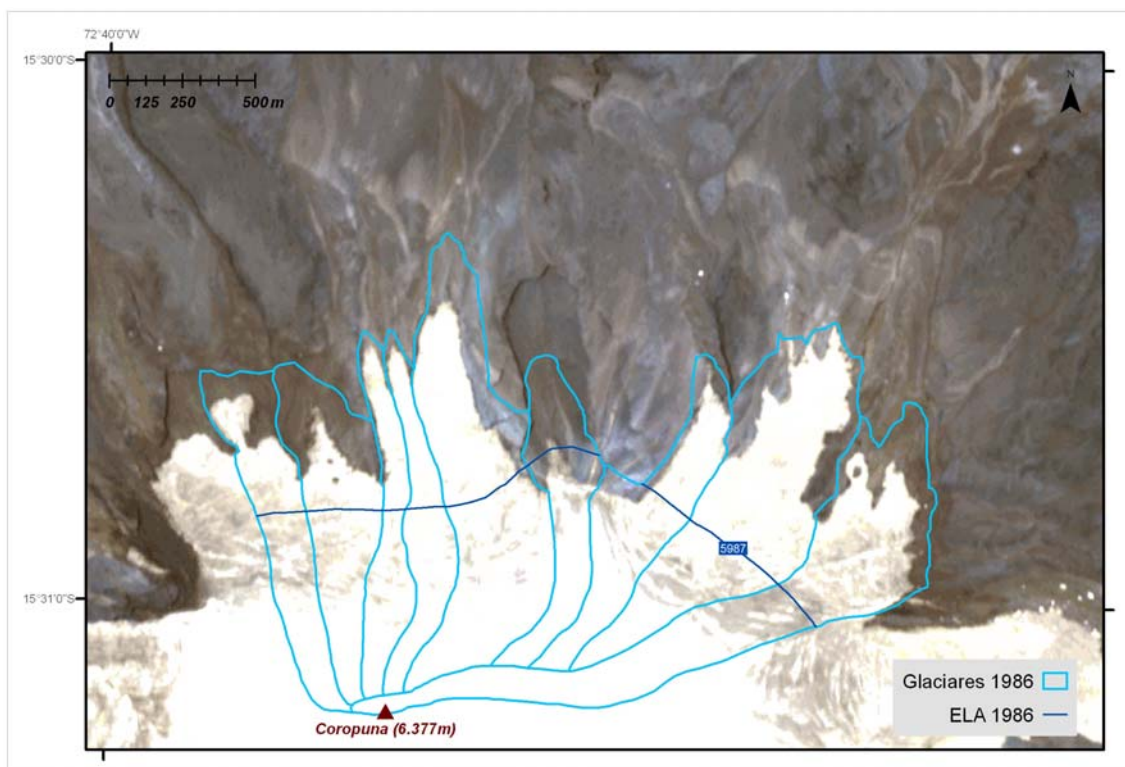 72°40'0"W
15°30'0"S
0 125 250 500 m
N
5987
15°31'0"S
Glaciares 1986
ELA 1986
Coropuna (6.377m)